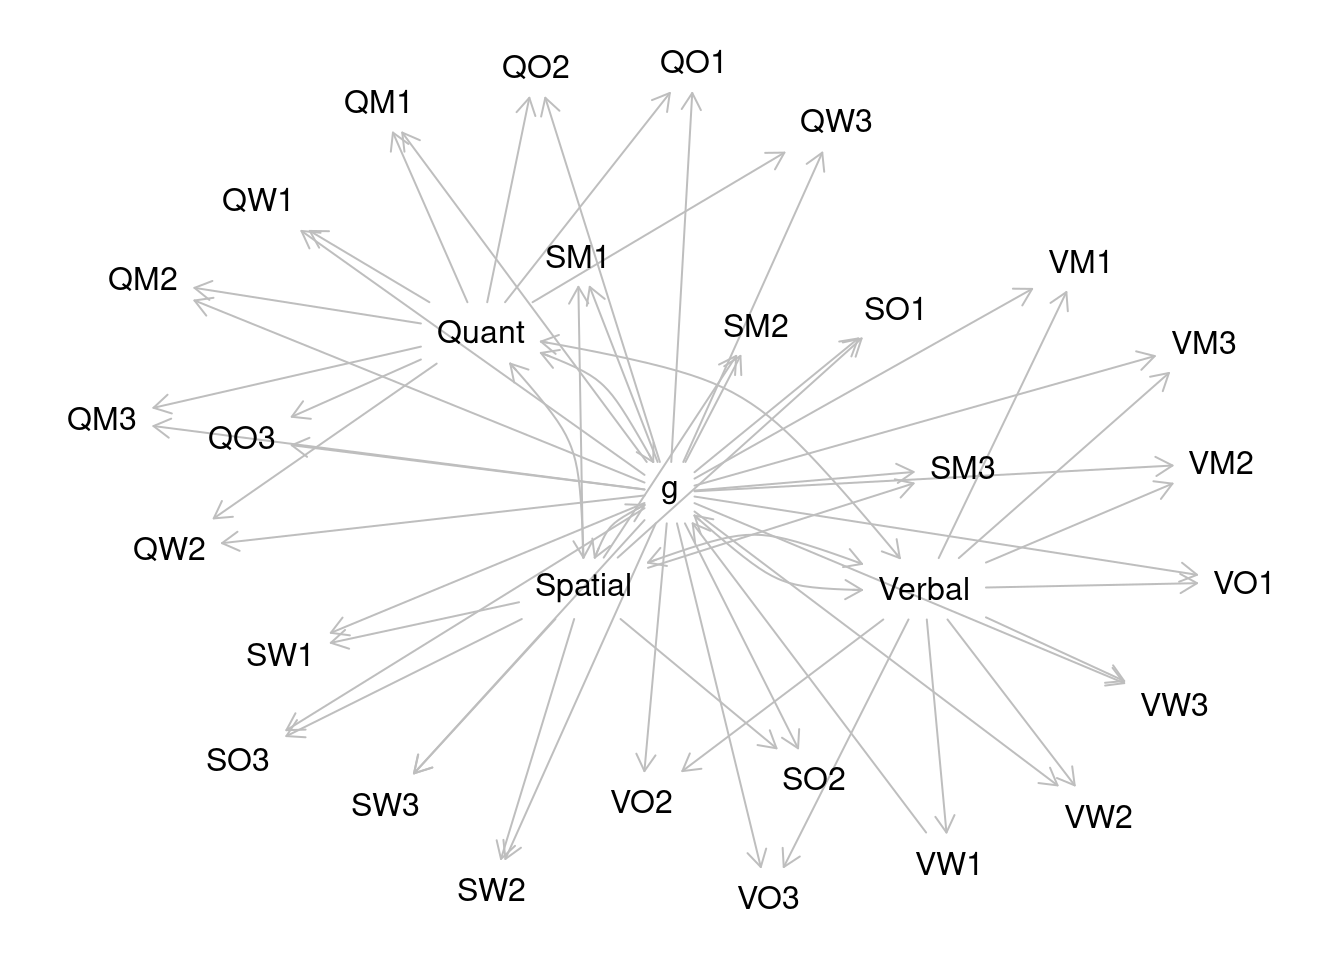 QO1
QO2
QM1
QW3
QW1
SM1
VM1
QM2
SO1
SM2
Quant
VM3
QM3
QO3
VM2
SM3
g
QW2
VO1
Spatial
Verbal
SW1
VW3
SO3
SO2
VO2
SW3
VW2
VW1
SW2
VO3